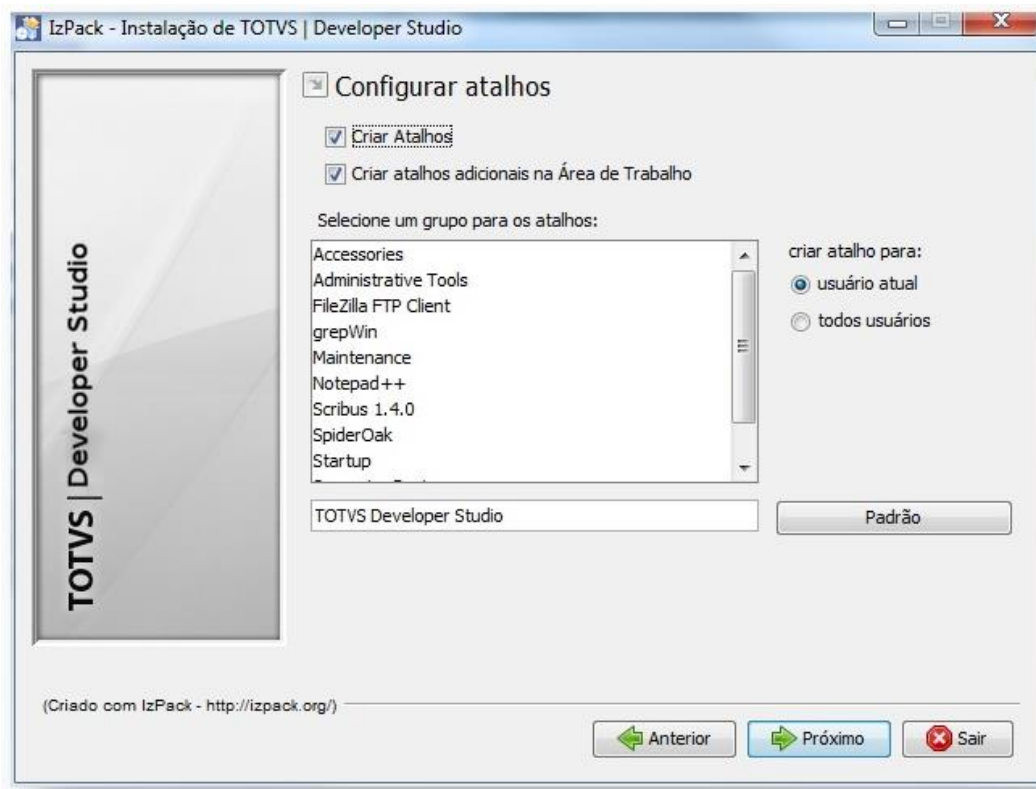 IzPack - Instalação de TOTVS | Developer Studio
TOTVS | Developer Studio
Configurar atalhos
Criar Atalhos
Criar atalhos adicionais na Área de Trabalho
Selecione um grupo para os atalhos:
Accessories
Administrative Tools
FileZilla FTP Client
grepWin
Maintenance
Notepad++
Scribus 1.4.0
SpiderOak
Startup
criar atalho para:
usuário atual
todos usuários
TOTVS Developer Studio
Padrão
(Criado com IzPack - http://izpack.org/)
Anterior
Próximo
Sair